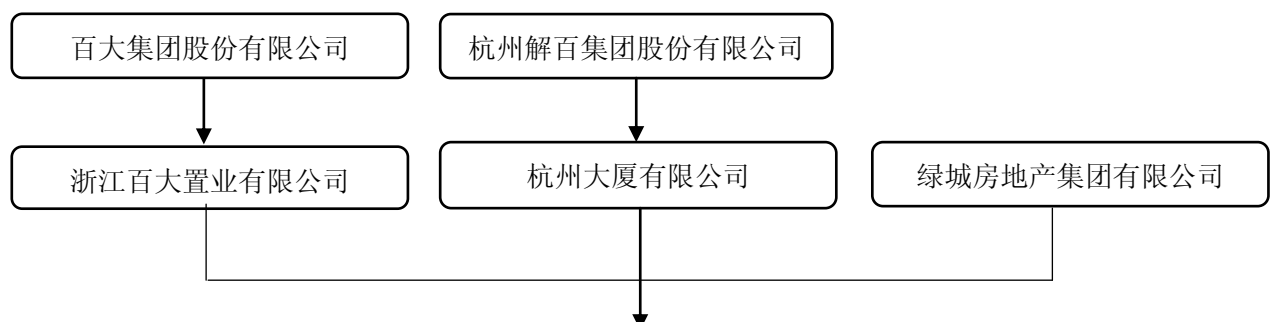 百大集团股份有限公司
杭州解百集团股份有限公司
浙江百大置业有限公司
杭州大厦有限公司
绿城房地产集团有限公司